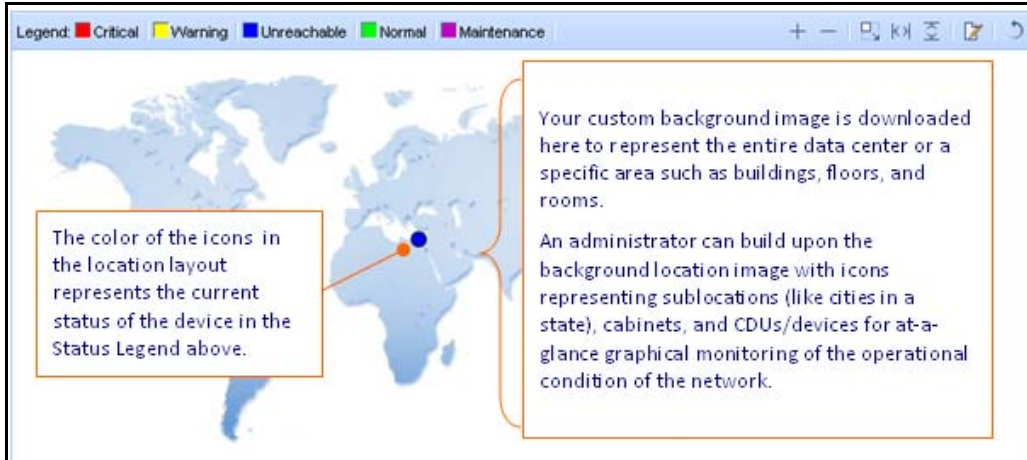 Legend: Critical Warning Unreachable Normal Maintenance
Your custom background image is downloaded
here to represent the entire data center or a
specific area such as buildings, floors, and
rooms.
An administrator can build upon the
background location image with icons
representing sublocations (like cities in a
state), cabinets, and CDUs/devices for at-a-
glance graphical monitoring of the operational
condition of the network.
The color of the icons in
the location layout
represents the current
status of the device in the
Status Legend above.